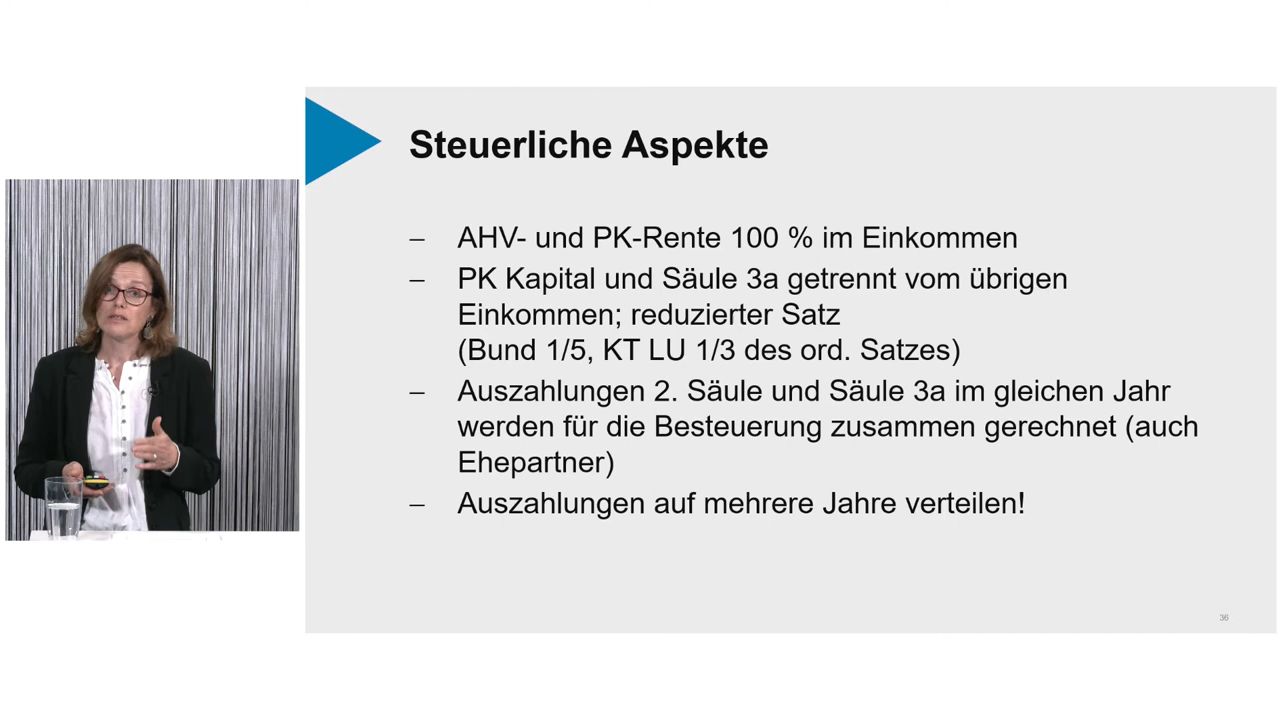 Steuerliche Aspekte
– AHV- und PK-Rente 100 % im Einkommen
– PK Kapital und Säule 3a getrennt vom übrigen
Einkommen; reduzierter Satz
(Bund 1/5, KT LU 1/3 des ord. Satzes)
– Auszahlungen 2. Säule und Säule 3a im gleichen Jahr
werden für die Besteuerung zusammen gerechnet (auch
Ehepartner)
– Auszahlungen auf mehrere Jahre verteilen!
36